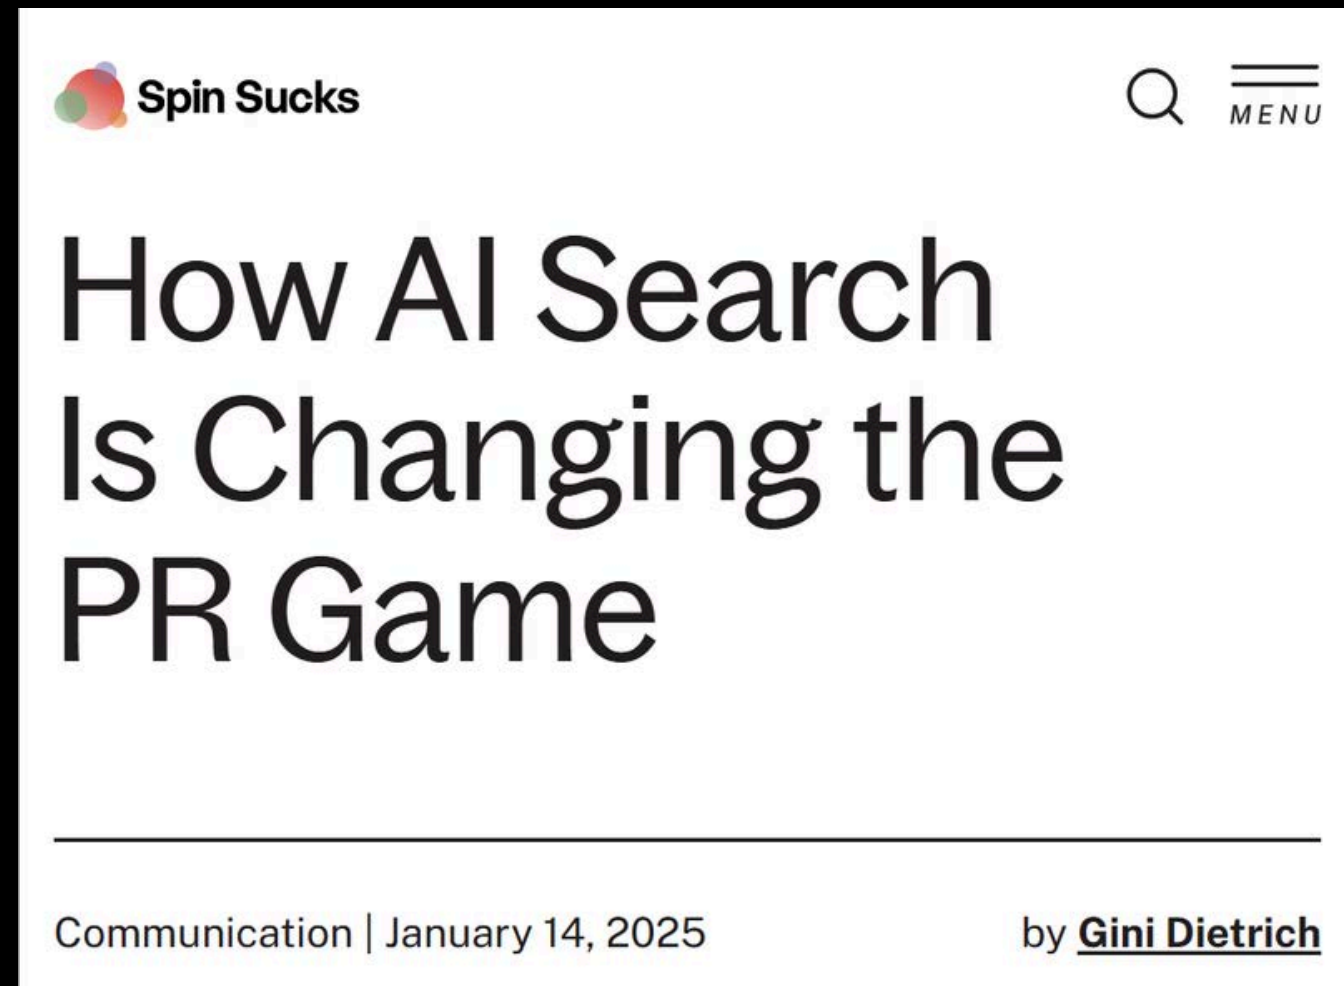 Spin Sucks
MENU
How AI Search
Is Changing the
PR Game
Communication | January 14, 2025
by Gini Dietrich